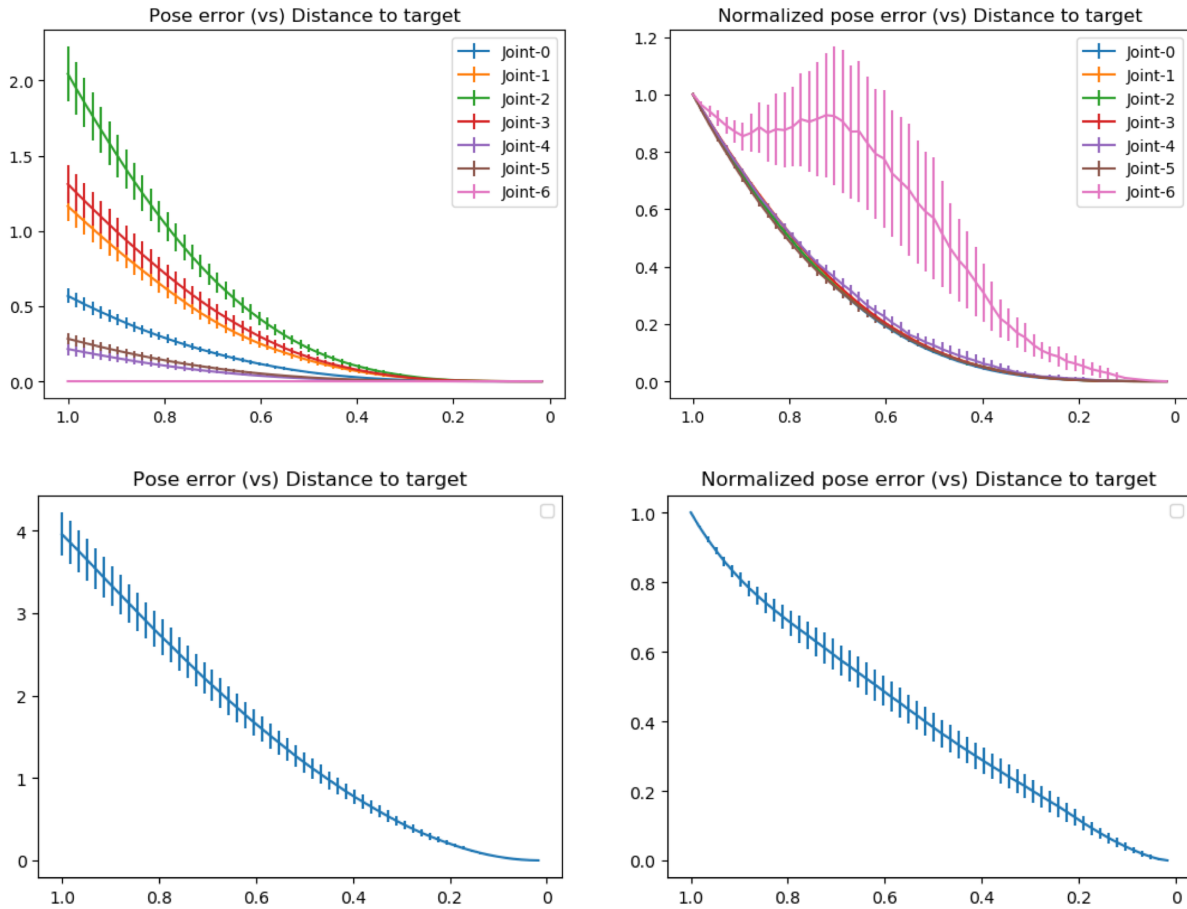 Pose error (vs) Distance to target
2.0
1.5
1.0
0.5
0.0
1.0 0.8 0.6 0.4 0.2 0
Joint-0
Joint-1
Joint-2
Joint-3
Joint-4
Joint-5
Joint-6
Normalized pose error (vs) Distance to target
1.2
1.0
0.8
0.6
0.4
0.2
0.0
1.0 0.8 0.6 0.4 0.2 0
Joint-0
Joint-1
Joint-2
Joint-3
Joint-4
Joint-5
Joint-6
Pose error (vs) Distance to target
4
3
2
1
0
1.0 0.8 0.6 0.4 0.2 0
Normalized pose error (vs) Distance to target
1.0
0.8
0.6
0.4
0.2
0.0
1.0 0.8 0.6 0.4 0.2 0